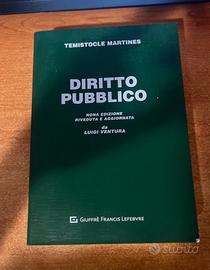 TEMISTOCLE MARTINES
DIRITTO
PUBBLICO
NONA EDIZIONE
RIVEDUTA E AGGIORNATA
da
LUIGI VENTURA
GIUFFRÈ FRANCIS LEFEBVRE
subito